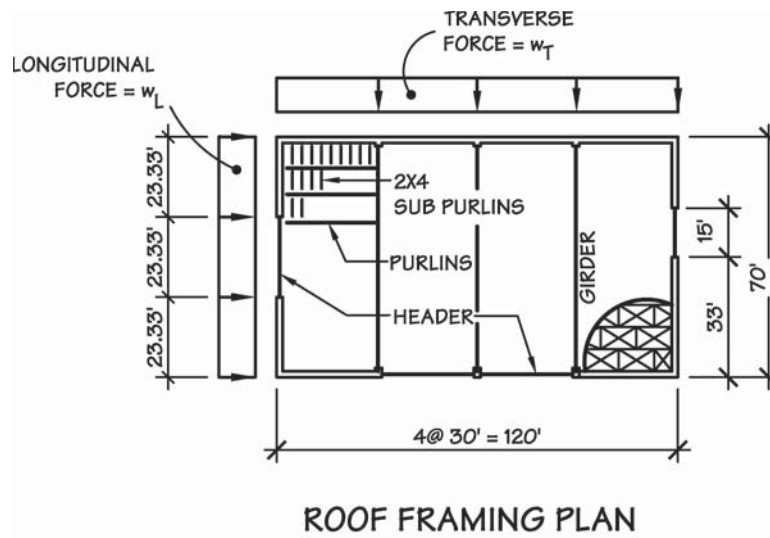 TRANSVERSE
FORCE = wT
LONGITUDINAL
FORCE = wL
23.33'
23.33'
23.33'
2X4
SUB PURLINS
PURLINS
HEADER
GIRDER
15'
33'
70'
4@ 30' = 120'
ROOF FRAMING PLAN